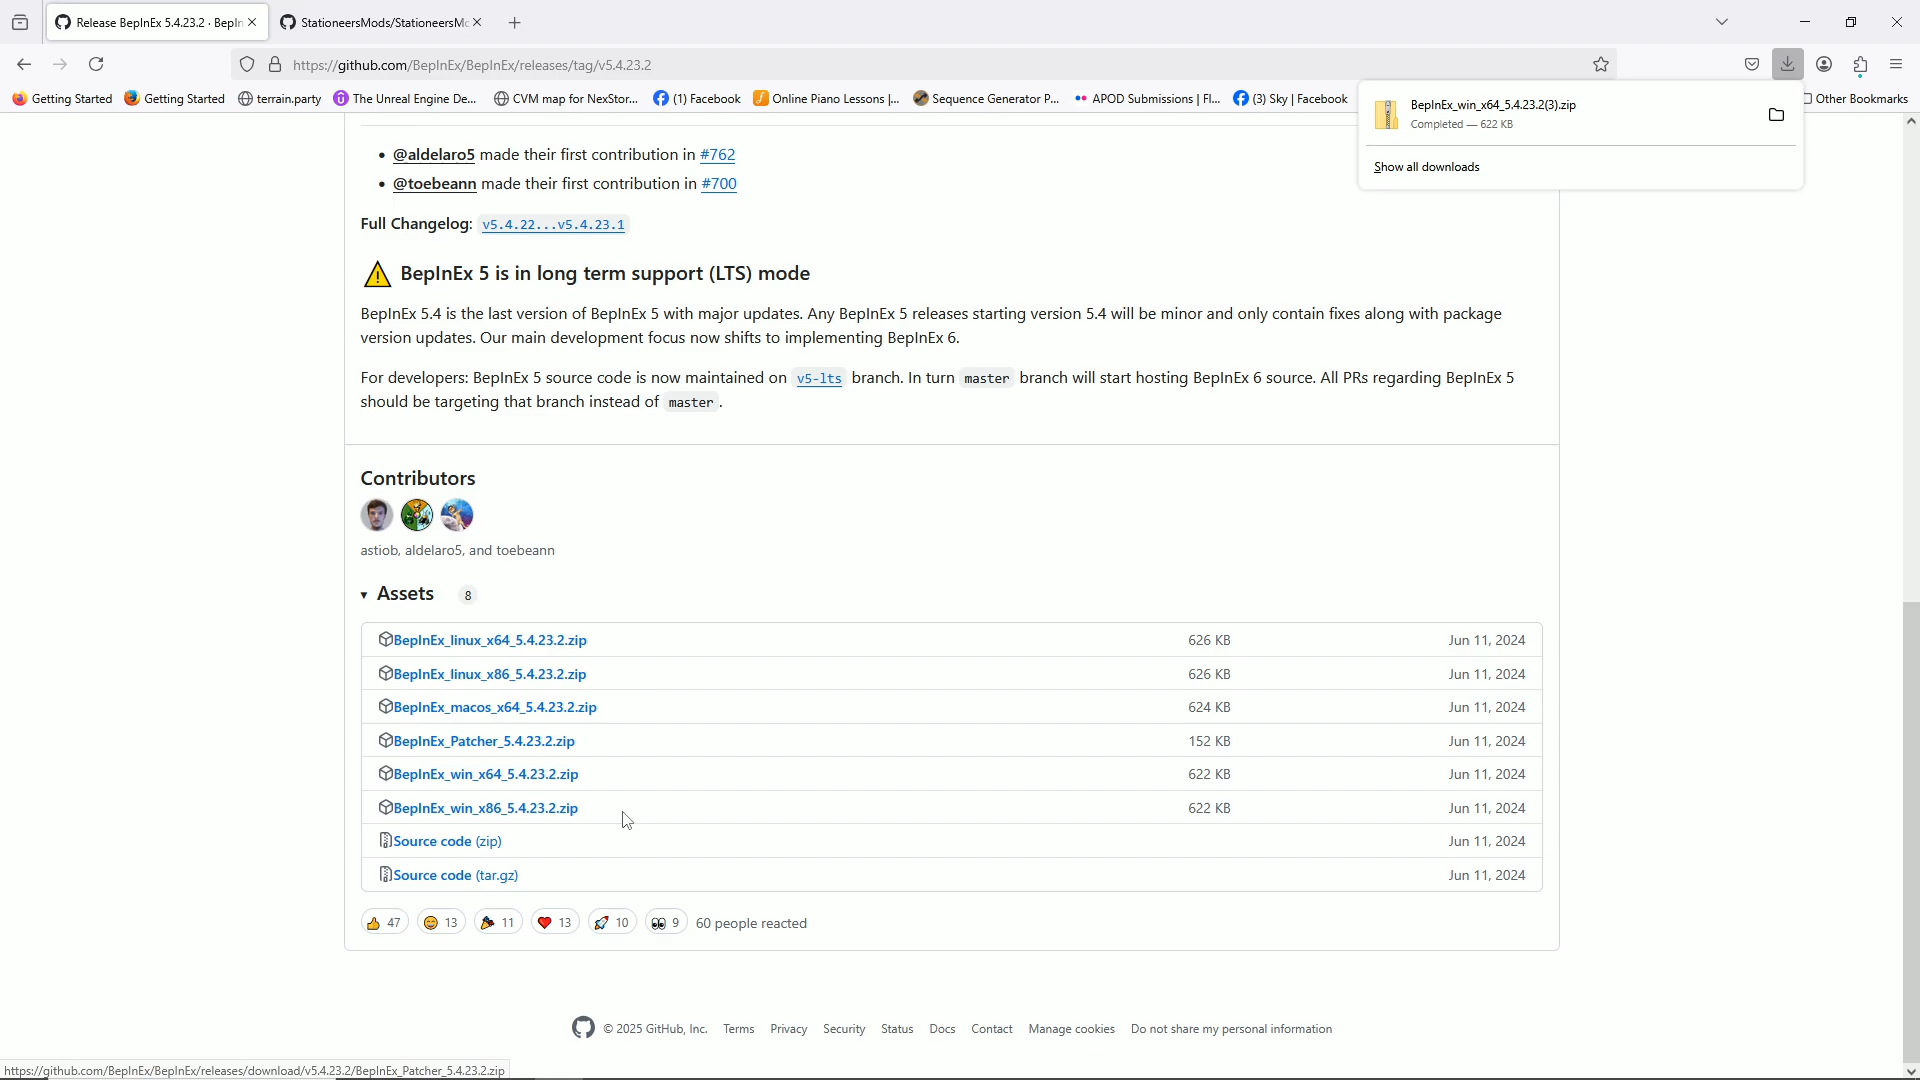 Release BepInEx 5.4.23.2 · BepIn
StationeersMods/StationeersMo
https://github.com/BepInEx/BepInEx/releases/tag/v5.4.23.2
Getting Started
Getting Started
terrain.party
The Unreal Engine De...
CVM map for NexStor...
(1) Facebook
Online Piano Lessons |...
Sequence Generator P...
APOD Submissions | Fl...
(3) Sky | Facebook
Other Bookmarks
BepInEx_win_x64_5.4.23.2(3).zip
Completed — 622 KB
Show all downloads
• @aldelaro5 made their first contribution in #762
• @toebeann made their first contribution in #700
Full Changelog: v5.4.22...v5.4.23.1
BepInEx 5 is in long term support (LTS) mode
BepInEx 5.4 is the last version of BepInEx 5 with major updates. Any BepInEx 5 releases starting version 5.4 will be minor and only contain fixes along with package
version updates. Our main development focus now shifts to implementing BepInEx 6.
For developers: BepInEx 5 source code is now maintained on v5-lts branch. In turn master branch will start hosting BepInEx 6 source. All PRs regarding BepInEx 5
should be targeting that branch instead of master.
Contributors
astiob, aldelaro5, and toebeann
Assets 8
BepInEx_linux_x64_5.4.23.2.zip 626 KB Jun 11, 2024
BepInEx_linux_x86_5.4.23.2.zip 626 KB Jun 11, 2024
BepInEx_macos_x64_5.4.23.2.zip 624 KB Jun 11, 2024
BepInEx_Patcher_5.4.23.2.zip 152 KB Jun 11, 2024
BepInEx_win_x64_5.4.23.2.zip 622 KB Jun 11, 2024
BepInEx_win_x86_5.4.23.2.zip 622 KB Jun 11, 2024
Source code (zip) Jun 11, 2024
Source code (tar.gz) Jun 11, 2024
👍 47 😄 13 🎉 11 ❤️ 13 🚀 10 👀 9 60 people reacted
© 2025 GitHub, Inc. Terms Privacy Security Status Docs Contact Manage cookies Do not share my personal information
https://github.com/BepInEx/BepInEx/releases/download/v5.4.23.2/BepInEx_Patcher_5.4.23.2.zip